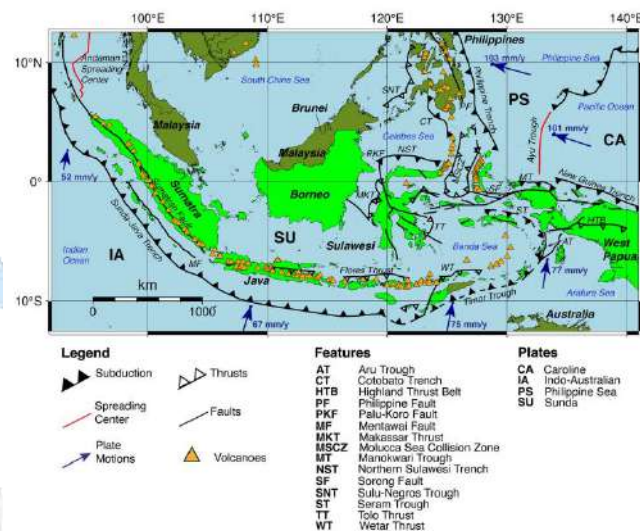 100°E 110°E 120°E 130°E 140°E
10°N
0°
10°S
Andaman
Spreading
Center
South China Sea
Philippines
103 mm/y
Philippine Sea
PS
Philippine Trench
Pacific Ocean
SNT
PF
CT
Brunei
Malaysia
Celebes Sea
Malaysia
PKF
NST
101 mm/y
CA
Ayu Trough
52 mm/y
Sumatra
Sumatran Fault
Borneo
MKT
SF
MT
New Guinea Trench
ST
HTB
West
Papua
SU
Sulawesi
TT
Banda Sea
AT
Sunda-Java Trench
Indian
Ocean
IA
MF
Java
Flores Thrust
WT
77 mm/y
Arafura Sea
km
0 1000
67 mm/y
75 mm/y
Timor Trough
Australia
Legend
Subduction
Thrusts
Spreading
Center
Faults
Plate
Motions
Volcanoes
Features
AT Aru Trough
CT Cotobato Trench
HTB Highland Thrust Belt
PF Philippine Fault
PKF Palu-Koro Fault
MF Mentawai Fault
MKT Makassar Thrust
MSCZ Molucca Sea Collision Zone
MT Manokwari Trough
NST Northern Sulawesi Trench
SF Sorong Fault
SNT Sulu-Negros Trough
ST Seram Trough
TT Tolo Thrust
WT Wetar Thrust
Plates
CA Caroline
IA Indo-Australian
PS Philippine Sea
SU Sunda